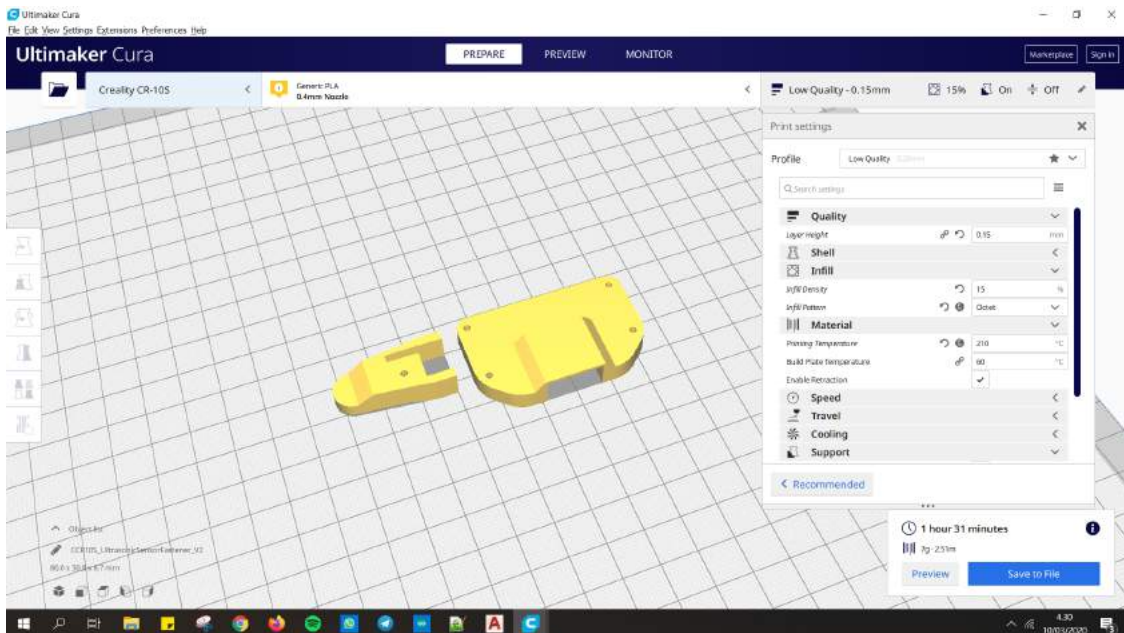 Ultimaker Cura
File Edit View Settings Extensions Preferences Help
Ultimaker Cura
PREPARE
PREVIEW
MONITOR
Marketplace
Sign in
Creality CR-10S
Generic PLA
0.4mm Nozzle
Low Quality - 0.15mm
15%
On
Off
Print settings
Profile
Low Quality
Search settings
Quality
Layer Height
0.15
mm
Shell
Infill
Infill Density
15
%
Infill Pattern
Octet
Material
Printing Temperature
210
°C
Build Plate Temperature
60
°C
Enable Retraction
Speed
Travel
Cooling
Support
Recommended
Object list
1 hour 31 minutes
7g · 2.51m
Preview
Save to File
4.30
10/03/2020